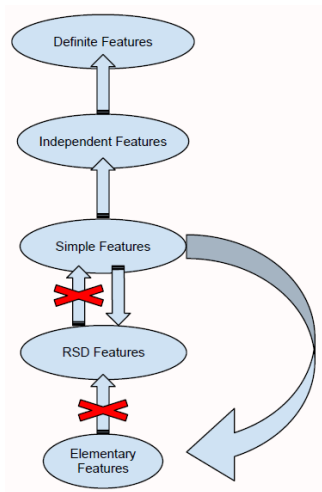 Definite Features
Independent Features
Simple Features
RSD Features
Elementary
Features